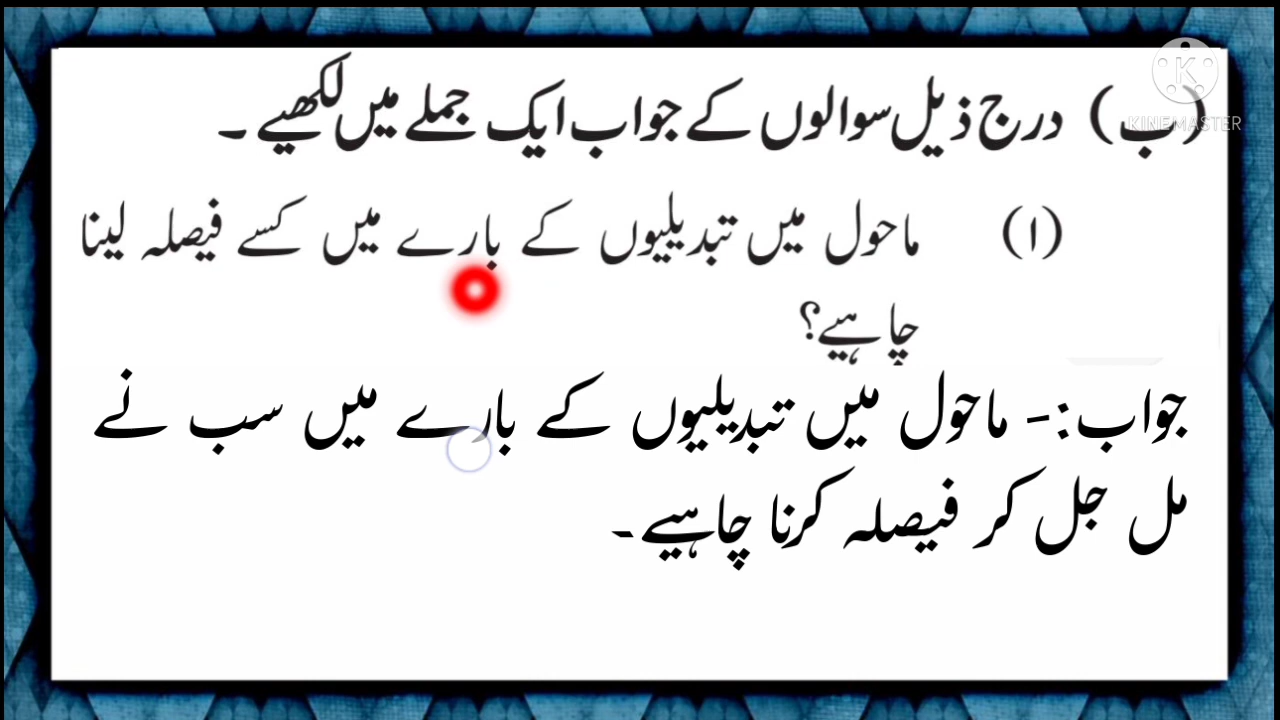 (ب) درج ذیل سوالوں کے جواب ایک جملے میں لکھیے ۔
KINEMASTER
(۱) ماحول میں تبدیلیوں کے بارے میں کسے فیصلہ لینا
چاہیے؟
جواب:- ماحول میں تبدیلیوں کے بارے میں سب نے
مل جل کر فیصلہ کرنا چاہیے۔